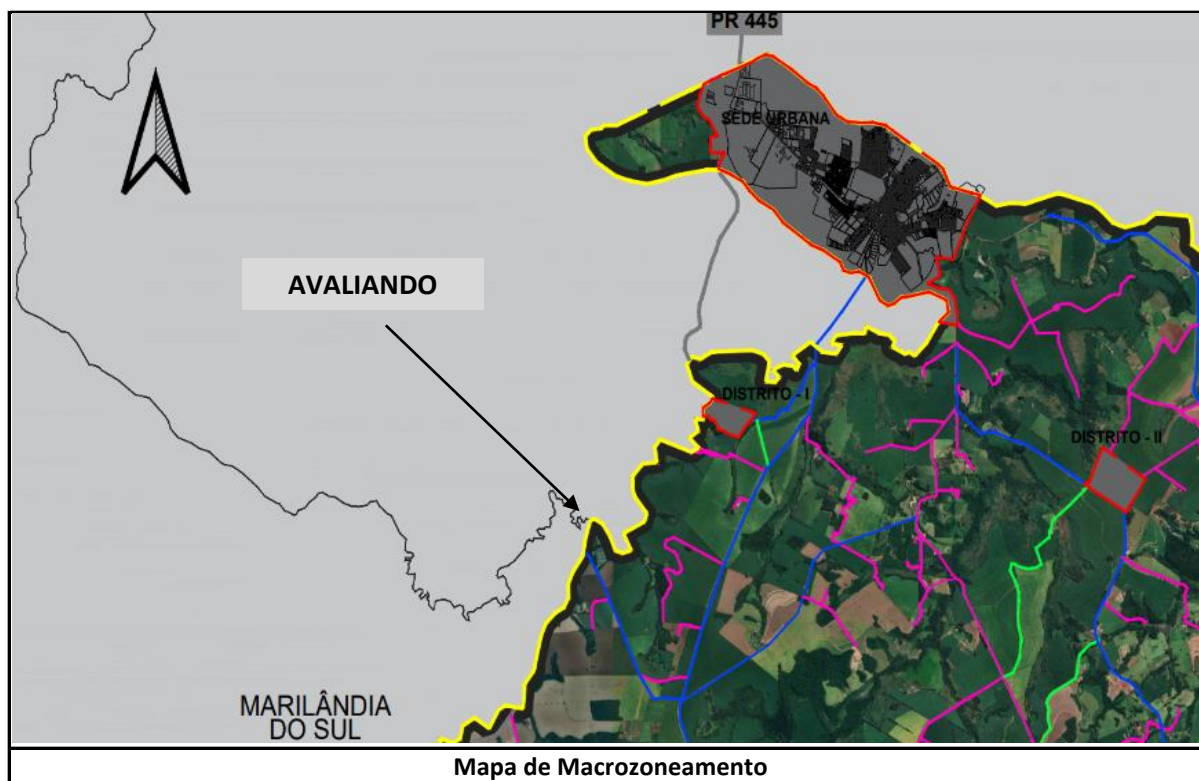 PR 445
SEDE URBANA
AVALIANDO
DISTRITO - I
DISTRITO - II
MARILÂNDIA
DO SUL
Mapa de Macrozoneamento